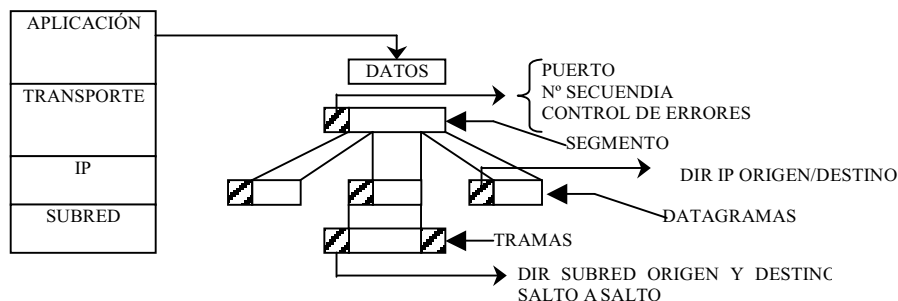 APLICACIÓN
DATOS
PUERTO
Nº SECUENDIA
CONTROL DE ERRORES
TRANSPORTE
SEGMENTO
IP
DIR IP ORIGEN/DESTINO
SUBRED
DATAGRAMAS
TRAMAS
DIR SUBRED ORIGEN Y DESTINO
SALTO A SALTO